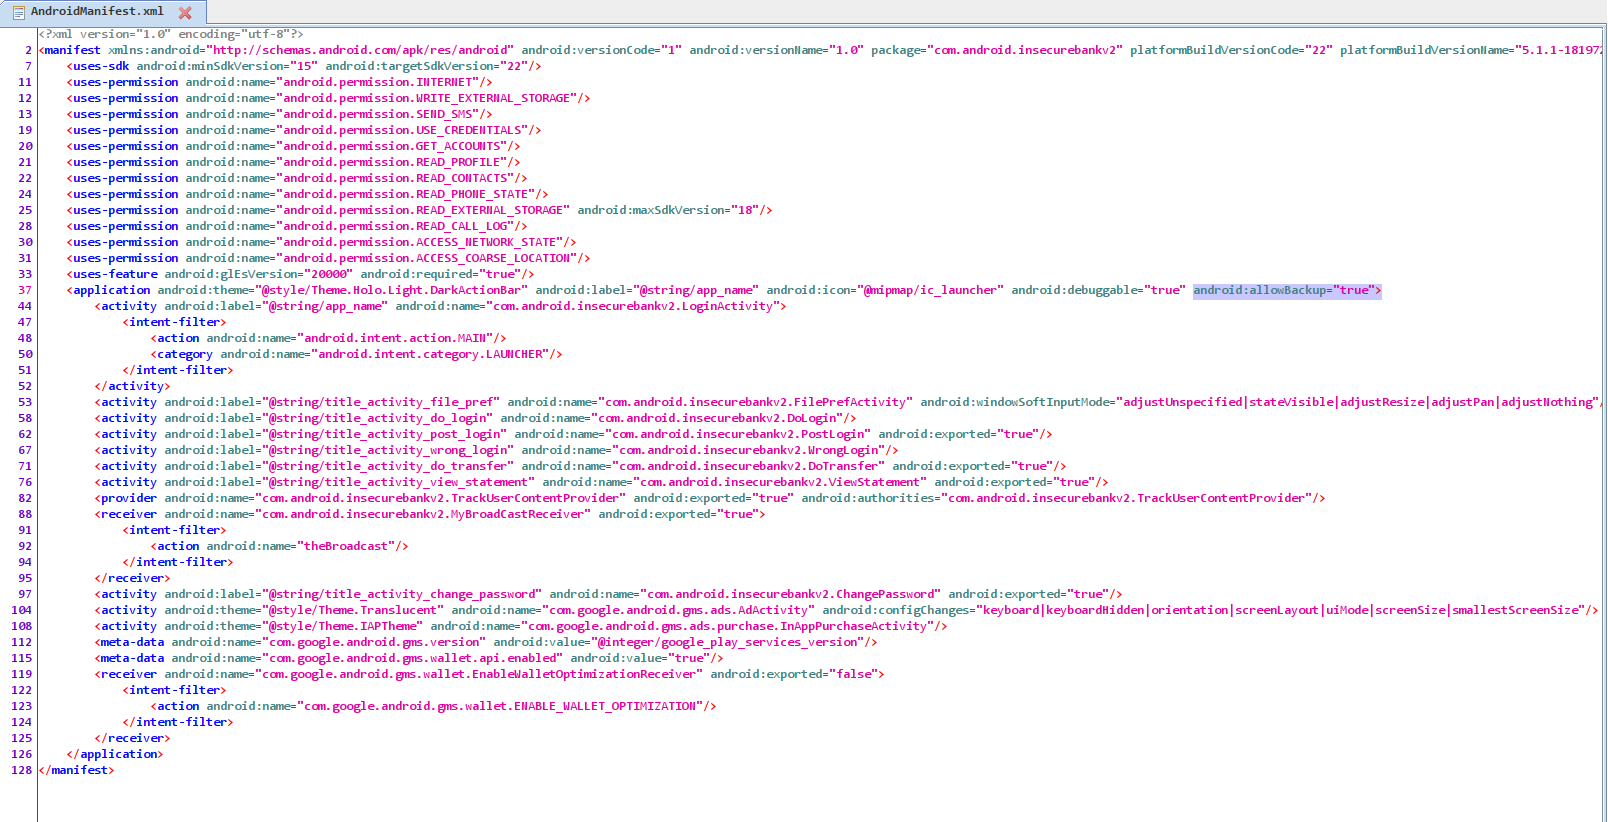 AndroidManifest.xml
<?xml version="1.0" encoding="utf-8"?>
2 <manifest xmlns:android="http://schemas.android.com/apk/res/android" android:versionCode="1" android:versionName="1.0" package="com.android.insecurebankv2" platformBuildVersionCode="22" platformBuildVersionName="5.1.1-181972
7 <uses-sdk android:minSdkVersion="15" android:targetSdkVersion="22"/>
11 <uses-permission android:name="android.permission.INTERNET"/>
12 <uses-permission android:name="android.permission.WRITE_EXTERNAL_STORAGE"/>
13 <uses-permission android:name="android.permission.SEND_SMS"/>
19 <uses-permission android:name="android.permission.USE_CREDENTIALS"/>
20 <uses-permission android:name="android.permission.GET_ACCOUNTS"/>
21 <uses-permission android:name="android.permission.READ_PROFILE"/>
22 <uses-permission android:name="android.permission.READ_CONTACTS"/>
24 <uses-permission android:name="android.permission.READ_PHONE_STATE"/>
25 <uses-permission android:name="android.permission.READ_EXTERNAL_STORAGE" android:maxSdkVersion="18"/>
28 <uses-permission android:name="android.permission.READ_CALL_LOG"/>
30 <uses-permission android:name="android.permission.ACCESS_NETWORK_STATE"/>
31 <uses-permission android:name="android.permission.ACCESS_COARSE_LOCATION"/>
33 <uses-feature android:glEsVersion="20000" android:required="true"/>
37 <application android:theme="@style/Theme.Holo.Light.DarkActionBar" android:label="@string/app_name" android:icon="@mipmap/ic_launcher" android:debuggable="true" android:allowBackup="true">
44 <activity android:label="@string/app_name" android:name="com.android.insecurebankv2.LoginActivity">
47 <intent-filter>
48 <action android:name="android.intent.action.MAIN"/>
50 <category android:name="android.intent.category.LAUNCHER"/>
51 </intent-filter>
52 </activity>
53 <activity android:label="@string/title_activity_file_pref" android:name="com.android.insecurebankv2.FilePrefActivity" android:windowSoftInputMode="adjustUnspecified|stateVisible|adjustResize|adjustPan|adjustNothing"/
58 <activity android:label="@string/title_activity_do_login" android:name="com.android.insecurebankv2.DoLogin"/>
62 <activity android:label="@string/title_activity_post_login" android:name="com.android.insecurebankv2.PostLogin" android:exported="true"/>
67 <activity android:label="@string/title_activity_wrong_login" android:name="com.android.insecurebankv2.WrongLogin"/>
71 <activity android:label="@string/title_activity_do_transfer" android:name="com.android.insecurebankv2.DoTransfer" android:exported="true"/>
76 <activity android:label="@string/title_activity_view_statement" android:name="com.android.insecurebankv2.ViewStatement" android:exported="true"/>
82 <provider android:name="com.android.insecurebankv2.TrackUserContentProvider" android:exported="true" android:authorities="com.android.insecurebankv2.TrackUserContentProvider"/>
88 <receiver android:name="com.android.insecurebankv2.MyBroadCastReceiver" android:exported="true">
91 <intent-filter>
92 <action android:name="theBroadcast"/>
94 </intent-filter>
95 </receiver>
97 <activity android:label="@string/title_activity_change_password" android:name="com.android.insecurebankv2.ChangePassword" android:exported="true"/>
104 <activity android:theme="@style/Theme.Translucent" android:name="com.google.android.gms.ads.AdActivity" android:configChanges="keyboard|keyboardHidden|orientation|screenLayout|uiMode|screenSize|smallestScreenSize"/>
108 <activity android:theme="@style/Theme.IAPTheme" android:name="com.google.android.gms.ads.purchase.InAppPurchaseActivity"/>
112 <meta-data android:name="com.google.android.gms.version" android:value="@integer/google_play_services_version"/>
115 <meta-data android:name="com.google.android.gms.wallet.api.enabled" android:value="true"/>
119 <receiver android:name="com.google.android.gms.wallet.EnableWalletOptimizationReceiver" android:exported="false">
122 <intent-filter>
123 <action android:name="com.google.android.gms.wallet.ENABLE_WALLET_OPTIMIZATION"/>
124 </intent-filter>
125 </receiver>
126 </application>
128 </manifest>